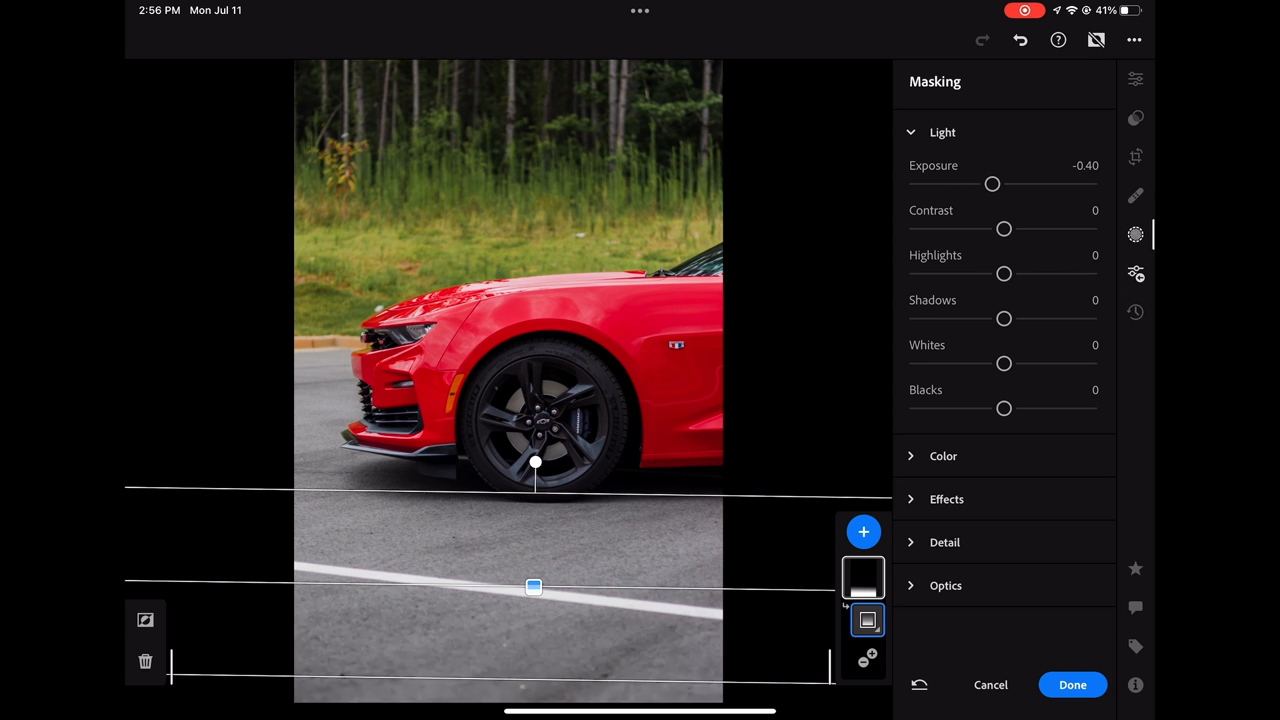 2:56 PM Mon Jul 11
41%
Masking
Light
Exposure -0.40
Contrast 0
Highlights 0
Shadows 0
Whites 0
Blacks 0
Color
Effects
Detail
Optics
Cancel Done